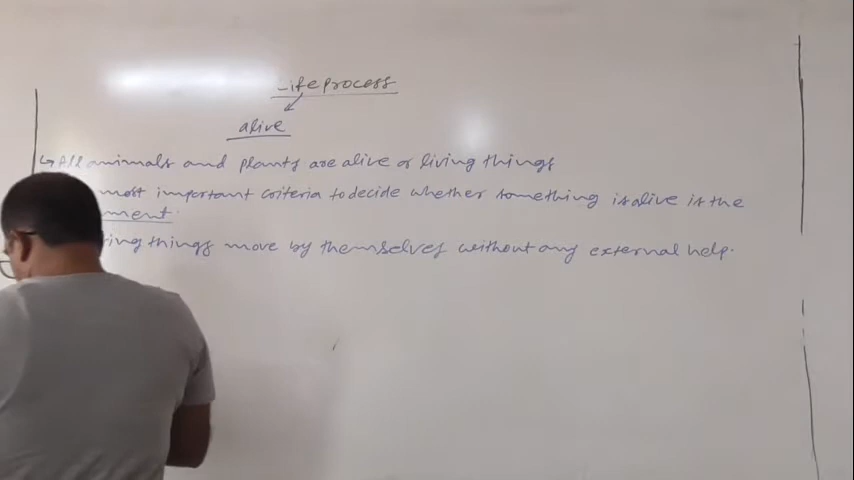 Life process
alive
↳ All animals and plants are alive or living things
most important criteria to decide whether something is alive is the
ment.
ing things move by themselves without any external help.